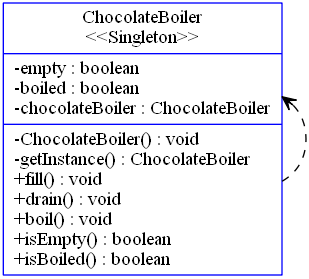 ChocolateBoiler
<<Singleton>>
-empty : boolean
-boiled : boolean
-chocolateBoiler : ChocolateBoiler
-ChocolateBoiler() : void
-getInstance() : ChocolateBoiler
+fill() : void
+drain() : void
+boil() : void
+isEmpty() : boolean
+isBoiled() : boolean